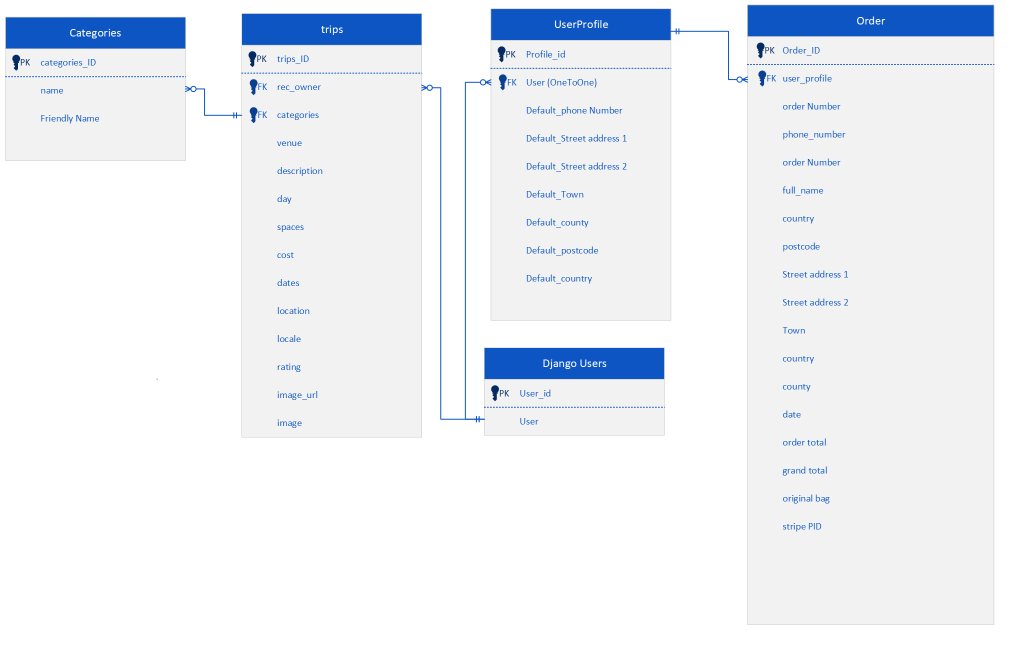 Categories
PK categories_ID
name
Friendly Name
trips
PK trips_ID
FK rec_owner
FK categories
venue
description
day
spaces
cost
dates
location
locale
rating
image_url
image
UserProfile
PK Profile_id
FK User (OneToOne)
Default_phone Number
Default_Street address 1
Default_Street address 2
Default_Town
Default_county
Default_postcode
Default_country
Django Users
PK User_id
User
Order
PK Order_ID
FK user_profile
order Number
phone_number
order Number
full_name
country
postcode
Street address 1
Street address 2
Town
country
county
date
order total
grand total
original bag
stripe PID